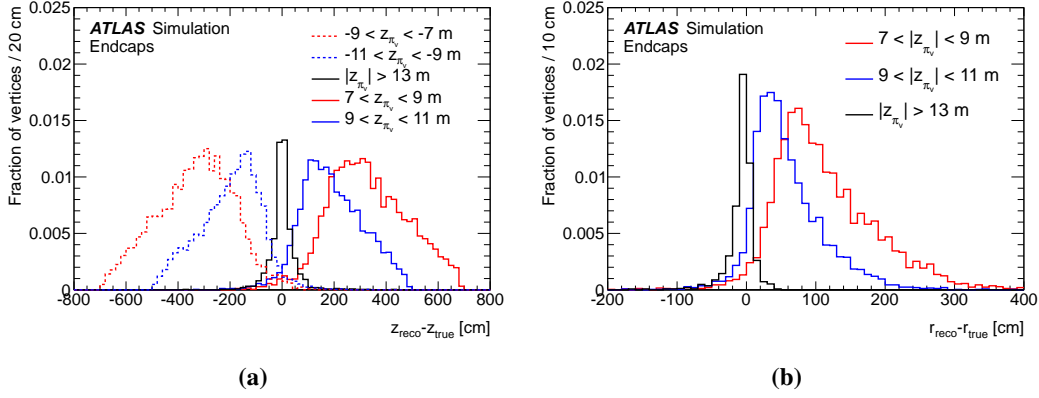 Fraction of vertices / 20 cm
ATLAS Simulation
Endcaps
-9 < z_πv < -7 m
-11 < z_πv < -9 m
|z_πv| > 13 m
7 < z_πv < 9 m
9 < z_πv < 11 m
0.025
0.02
0.015
0.01
0.005
0
-800 -600 -400 -200 0 200 400 600 800
z_reco-z_true [cm]
(a)
Fraction of vertices / 10 cm
ATLAS Simulation
Endcaps
7 < |z_πv| < 9 m
9 < |z_πv| < 11 m
|z_πv| > 13 m
0.025
0.02
0.015
0.01
0.005
0
-200 -100 0 100 200 300 400
r_reco-r_true [cm]
(b)